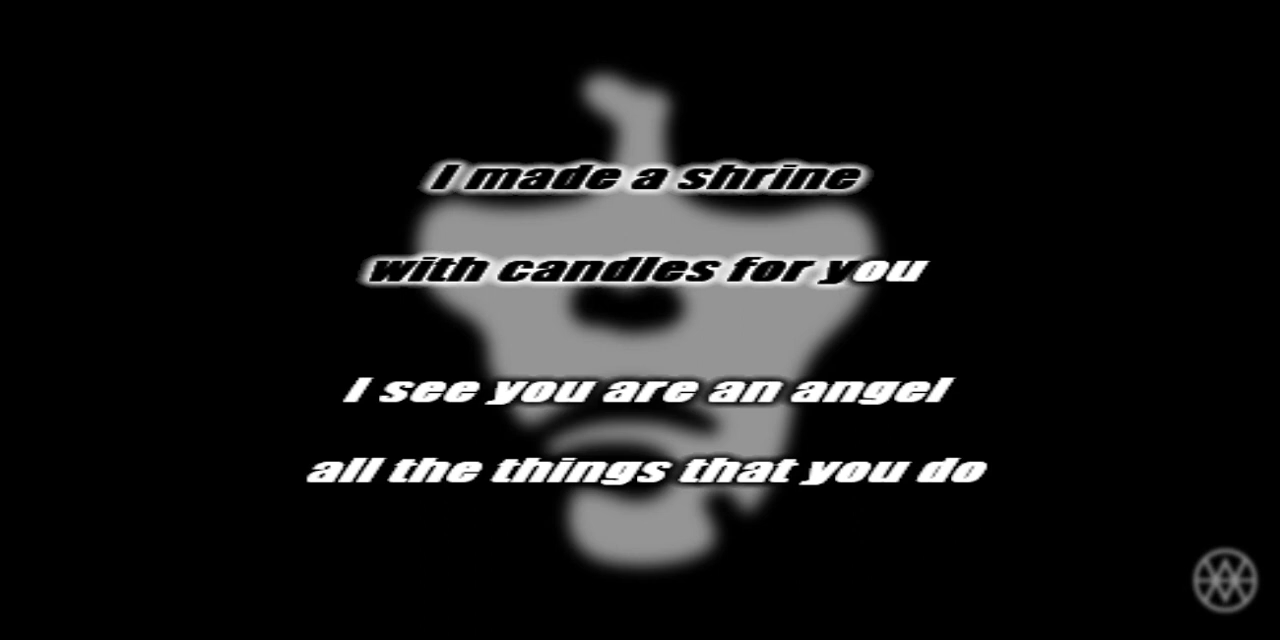 I made a shrine
with candles for you
I see you are an angel
all the things that you do